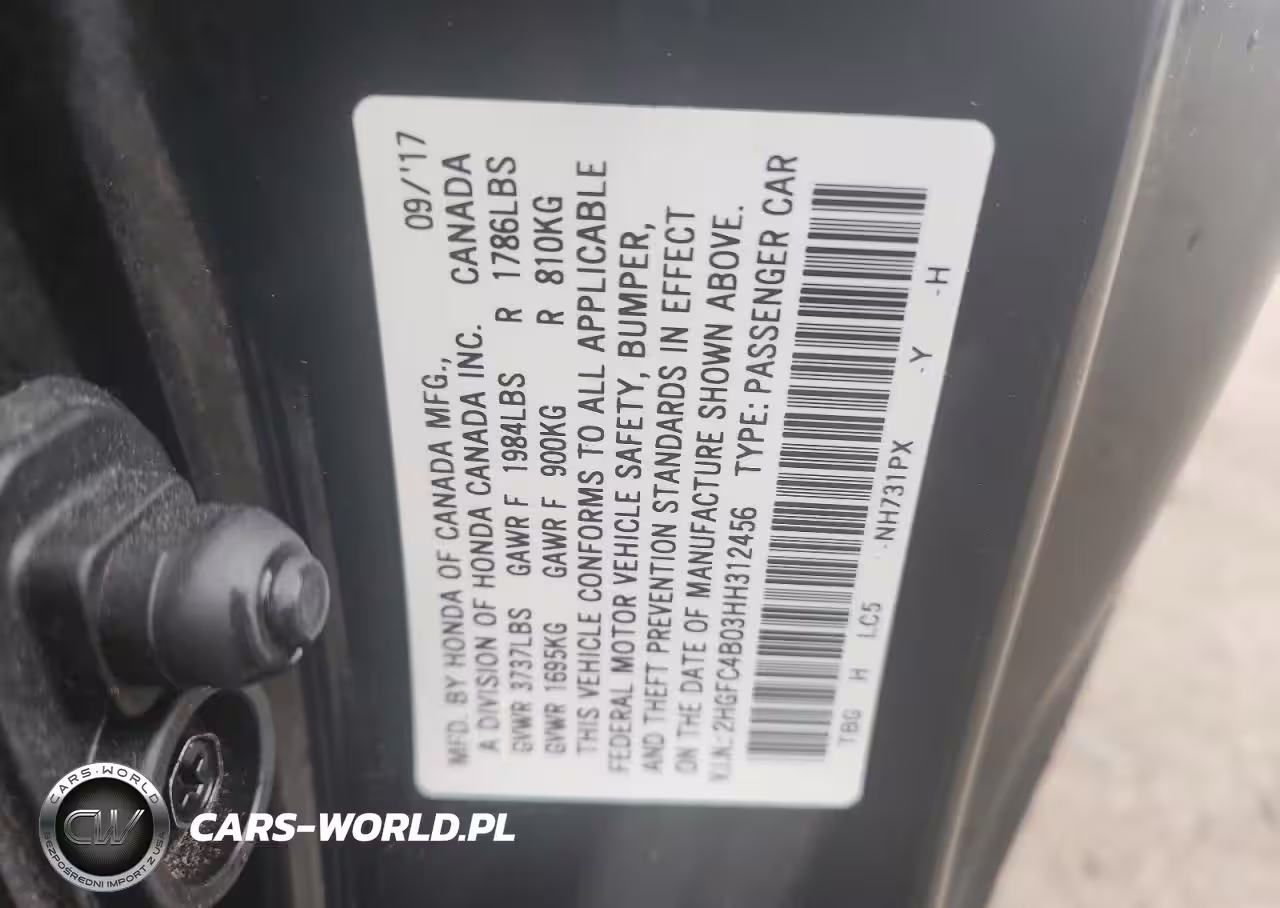 09/'17
MFD. BY HONDA OF CANADA MFG.,
A DIVISION OF HONDA CANADA INC. CANADA
GVWR 3737LBS GAWR F 1984LBS R 1786LBS
GVWR 1695KG GAWR F 900KG R 810KG
THIS VEHICLE CONFORMS TO ALL APPLICABLE
FEDERAL MOTOR VEHICLE SAFETY, BUMPER,
AND THEFT PREVENTION STANDARDS IN EFFECT
ON THE DATE OF MANUFACTURE SHOWN ABOVE.
V.I.N.: 2HGFC4B03HH312456 TYPE: PASSENGER CAR
TBG H LC5 -NH731PX -Y -H
CARS-WORLD
CW
BEZPOŚREDNI IMPORT Z USA
CARS-WORLD.PL